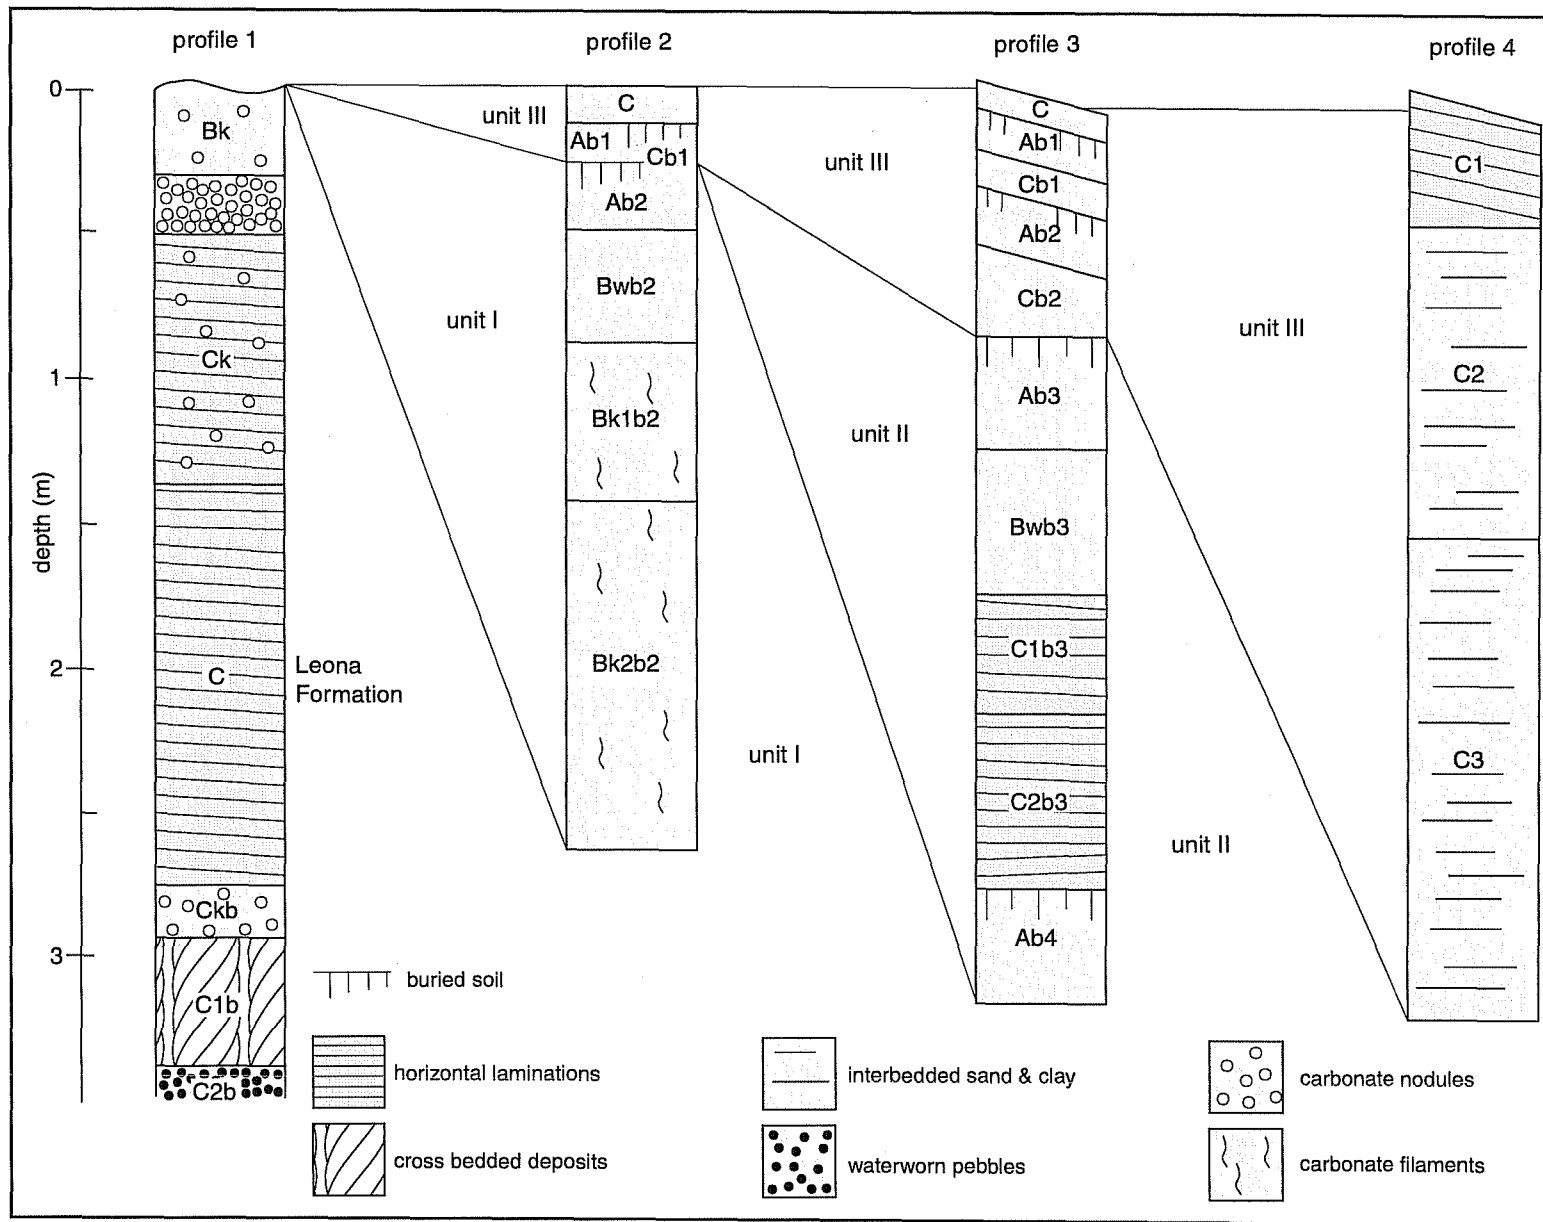 profile 1
profile 2
profile 3
profile 4
depth (m)
0
1
2
3
Bk
Ck
C
Ckb
C1b
C2b
Leona
Formation
unit III
unit I
C
Ab1
Cb1
Ab2
Bwb2
Bk1b2
Bk2b2
unit III
unit II
unit I
C
Ab1
Cb1
Ab2
Cb2
Ab3
Bwb3
C1b3
C2b3
Ab4
unit III
unit II
C1
C2
C3
buried soil
horizontal laminations
cross bedded deposits
interbedded sand & clay
waterworn pebbles
carbonate nodules
carbonate filaments